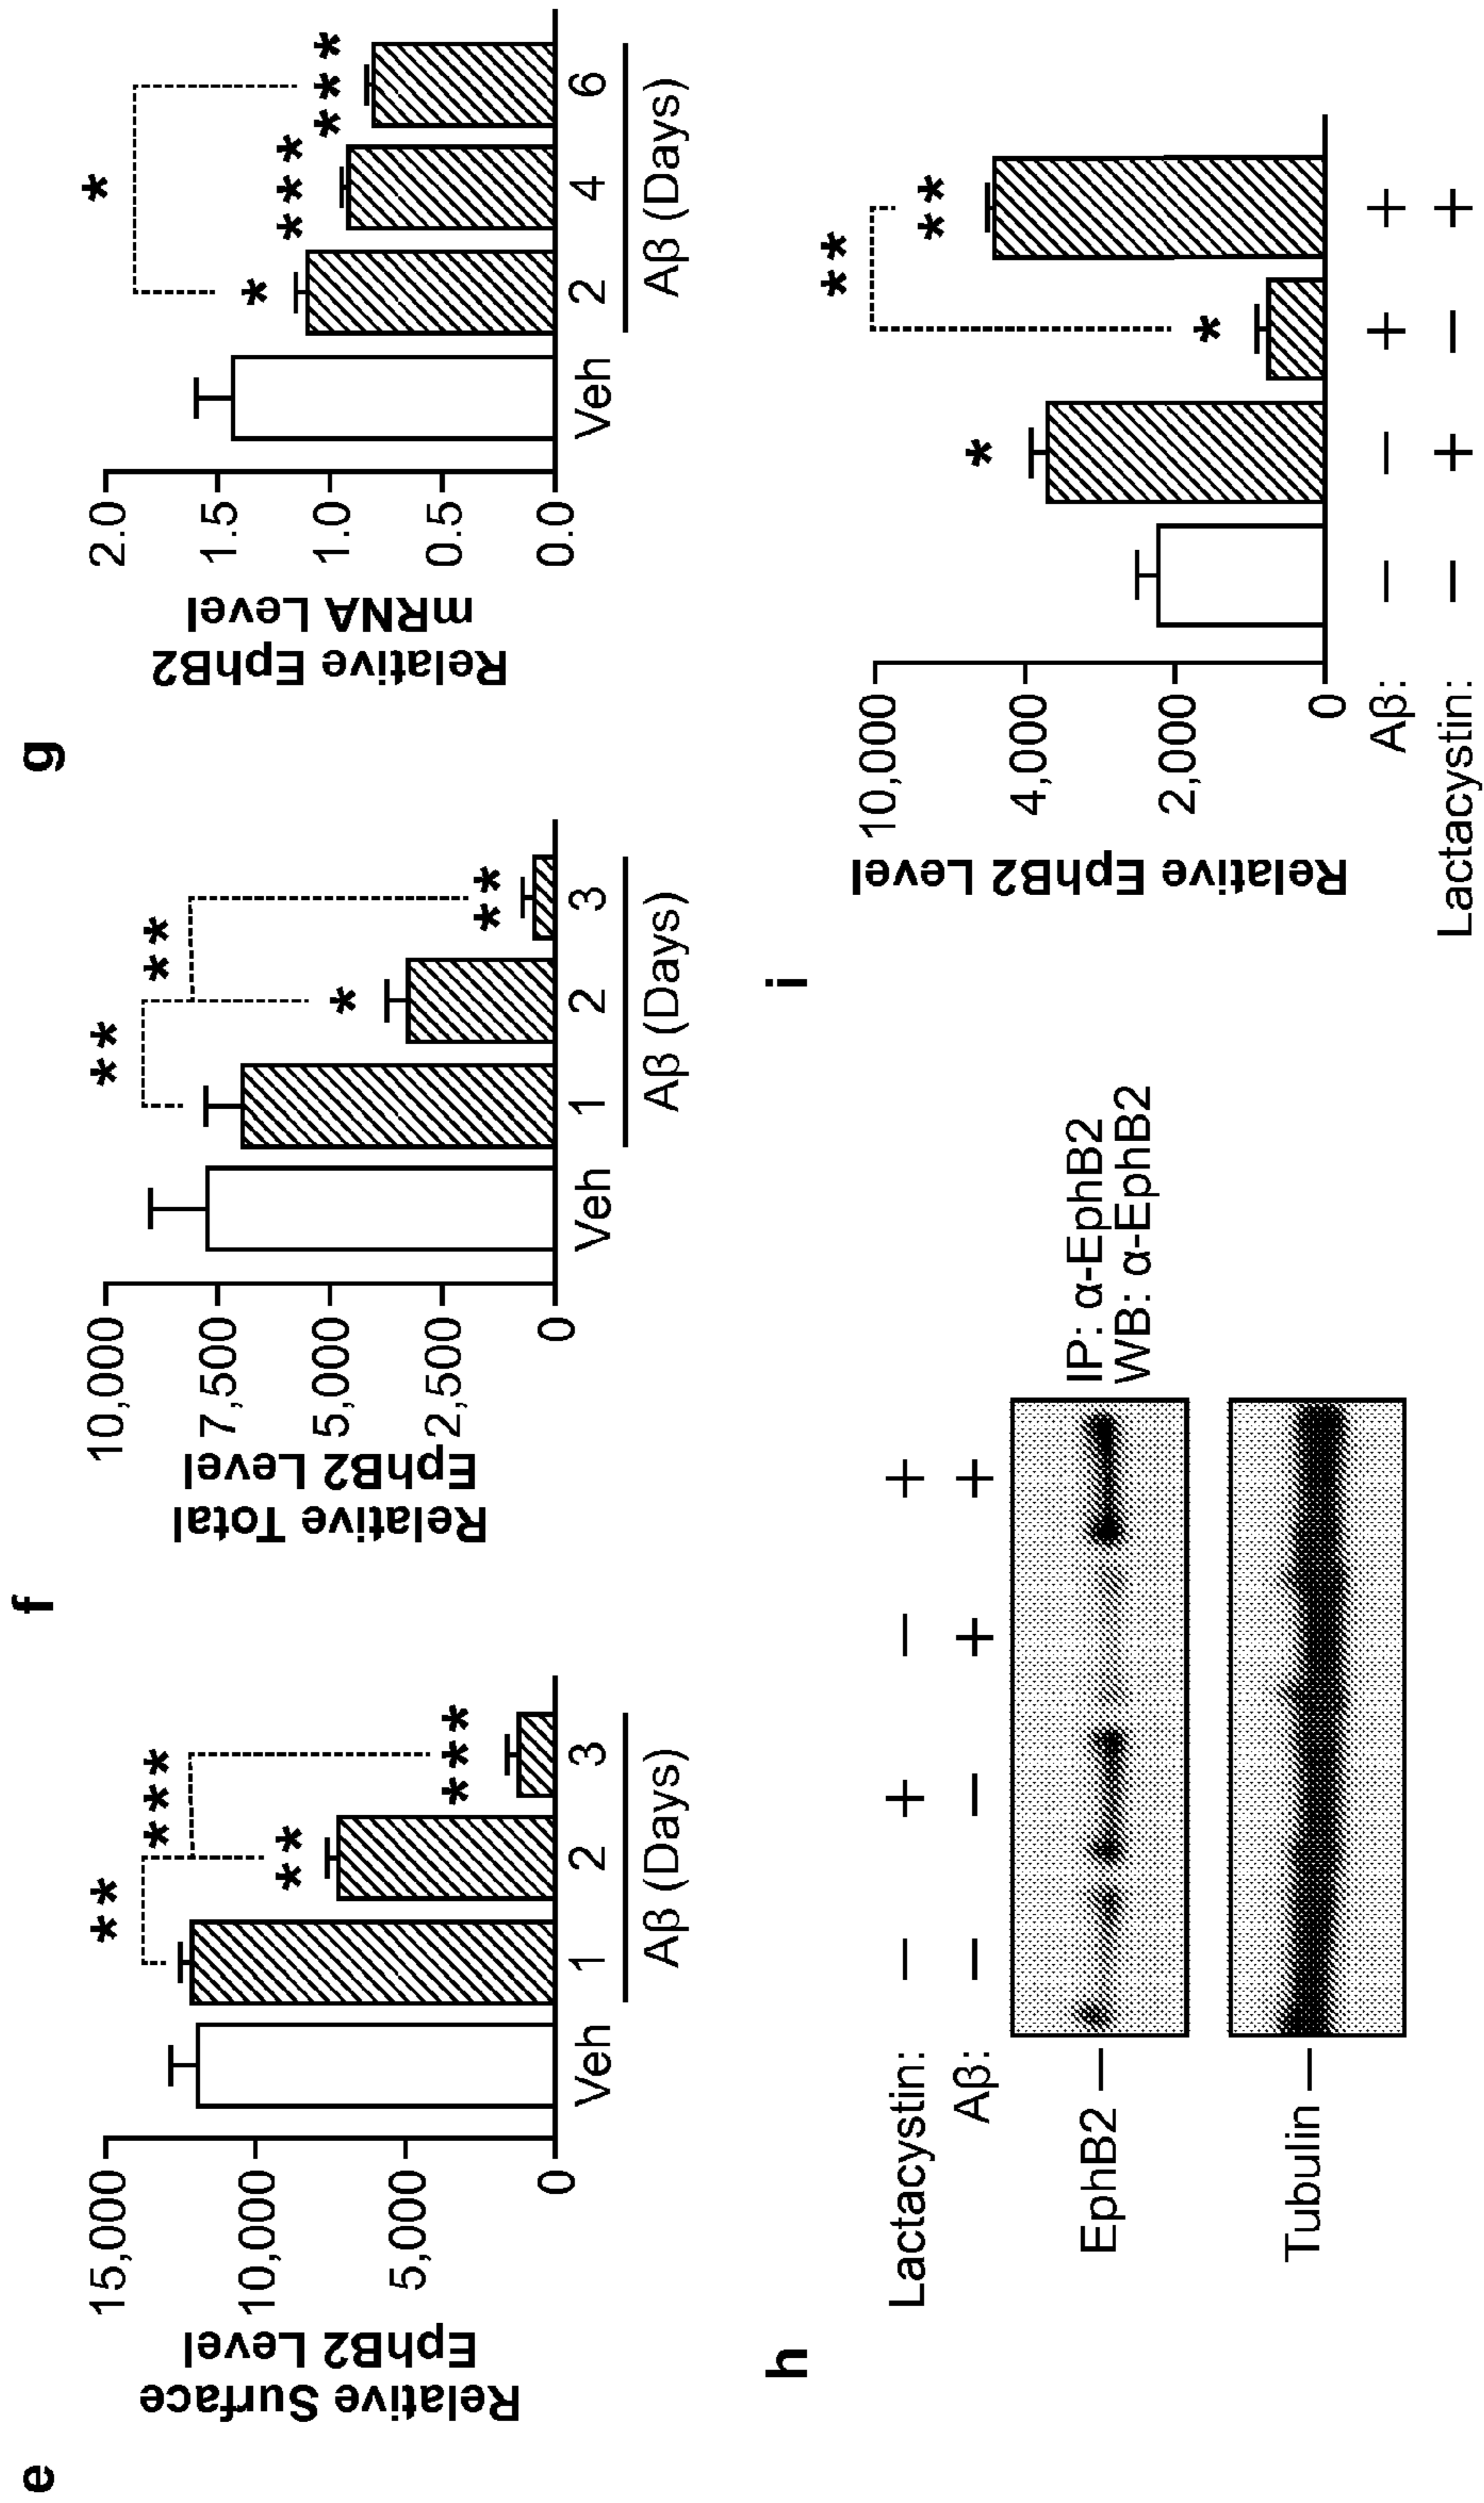 e
Relative Surface
EphB2 Level
15,000
10,000
5,000
0
** ***
** ***
Veh 1 2 3
Aβ (Days)
f
Relative Total
EphB2 Level
10,000
7,500
5,000
2,500
0
** **
* **
Veh 1 2 3
Aβ (Days)
g
Relative EphB2
mRNA Level
2.0
1.5
1.0
0.5
0.0
*
* *** ***
Veh 2 4 6
Aβ (Days)
h
Lactacystin: – + – +
Aβ: – – + +
EphB2 –
IP: α-EphB2
WB: α-EphB2
Tubulin –
i
Relative EphB2 Level
10,000
4,000
2,000
0
**
* * **
Aβ: – – + +
Lactacystin: – + – +